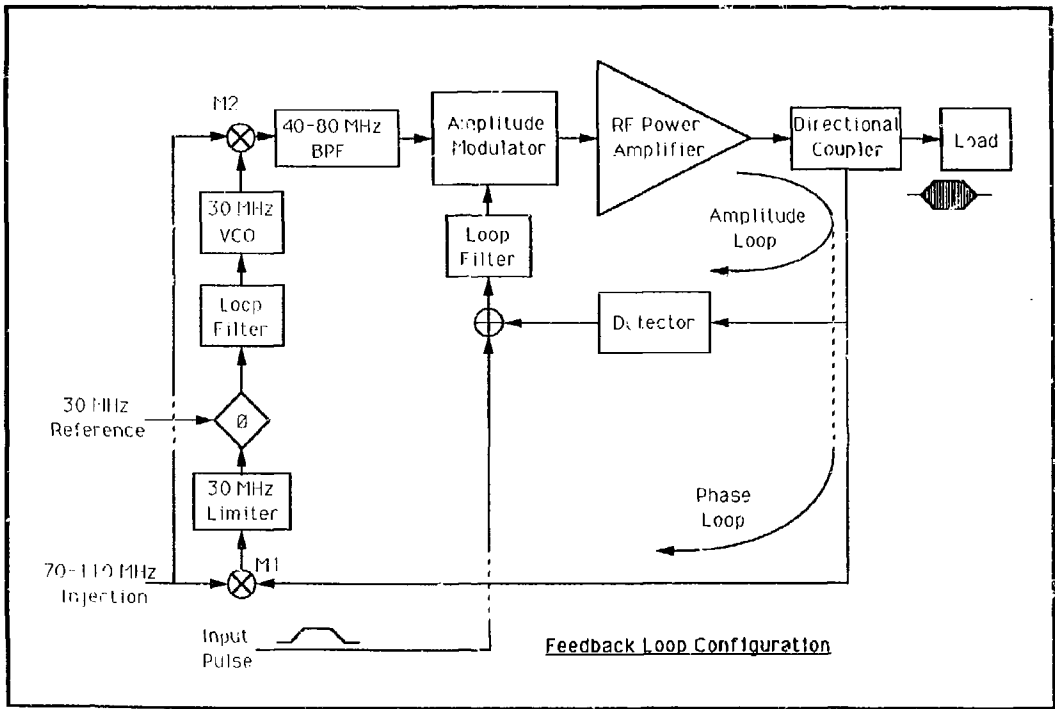 M2
40-80 MHz
BPF
Amplitude
Modulator
RF Power
Amplifier
Directional
Coupler
Load
30 MHz
VCO
Loop
Filter
Amplitude
Loop
Loop
Filter
Detector
30 MHz
Reference
Ø
30 MHz
Limiter
Phase
Loop
M1
70-110 MHz
Injection
Input
Pulse
Feedback Loop Configuration